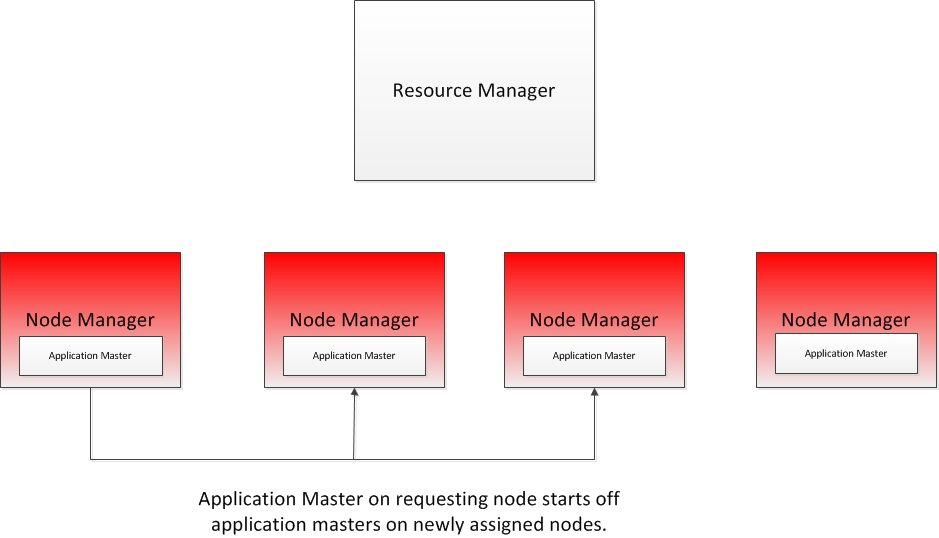 Resource Manager
Node Manager
Application Master
Node Manager
Application Master
Node Manager
Application Master
Node Manager
Application Master
Application Master on requesting node starts off
application masters on newly assigned nodes.